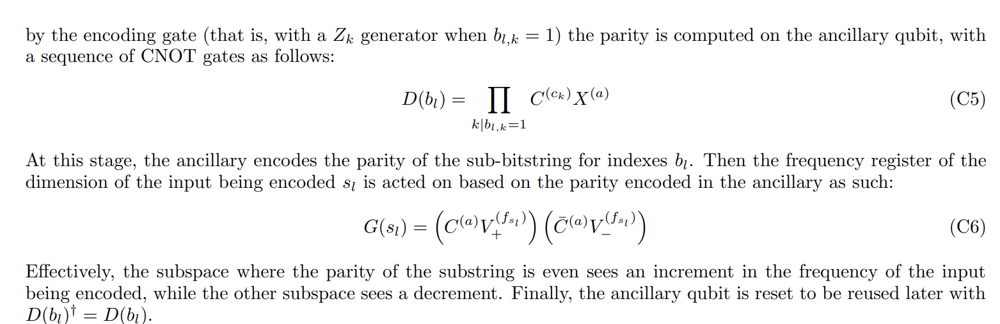 by the encoding gate (that is, with a Z_k generator when b_{l,k} = 1) the parity is computed on the ancillary qubit, with
a sequence of CNOT gates as follows:
D(b_l) = ∏_{k|b_{l,k}=1} C^{(c_k)} X^{(a)} (C5)
At this stage, the ancillary encodes the parity of the sub-bitstring for indexes b_l. Then the frequency register of the
dimension of the input being encoded s_l is acted on based on the parity encoded in the ancillary as such:
G(s_l) = (C^{(a)} V_+^{(f_{s_l})}) (C̄^{(a)} V_-^{(f_{s_l})}) (C6)
Effectively, the subspace where the parity of the substring is even sees an increment in the frequency of the input
being encoded, while the other subspace sees a decrement. Finally, the ancillary qubit is reset to be reused later with
D(b_l)^† = D(b_l).